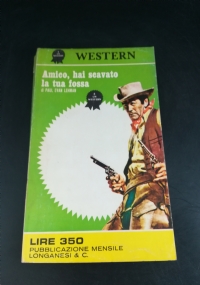 WESTERN
Amico, hai scavato
la tua fossa
LIRE 350
PUBBLICAZIONE MENSILE
LONGANESI & C.